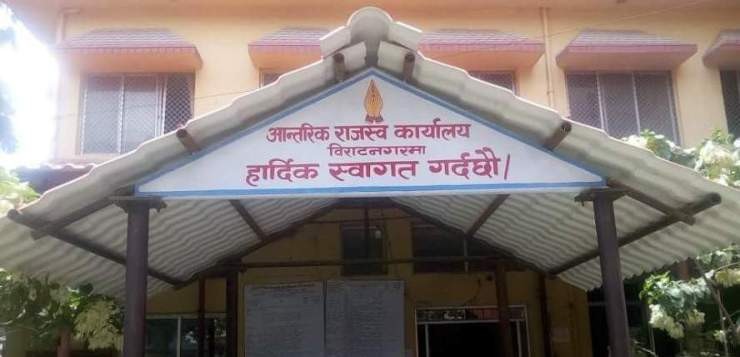 आन्तरिक राजस्व कार्यालय
विराटनगरमा
हार्दिक स्वागत गर्दछौ।